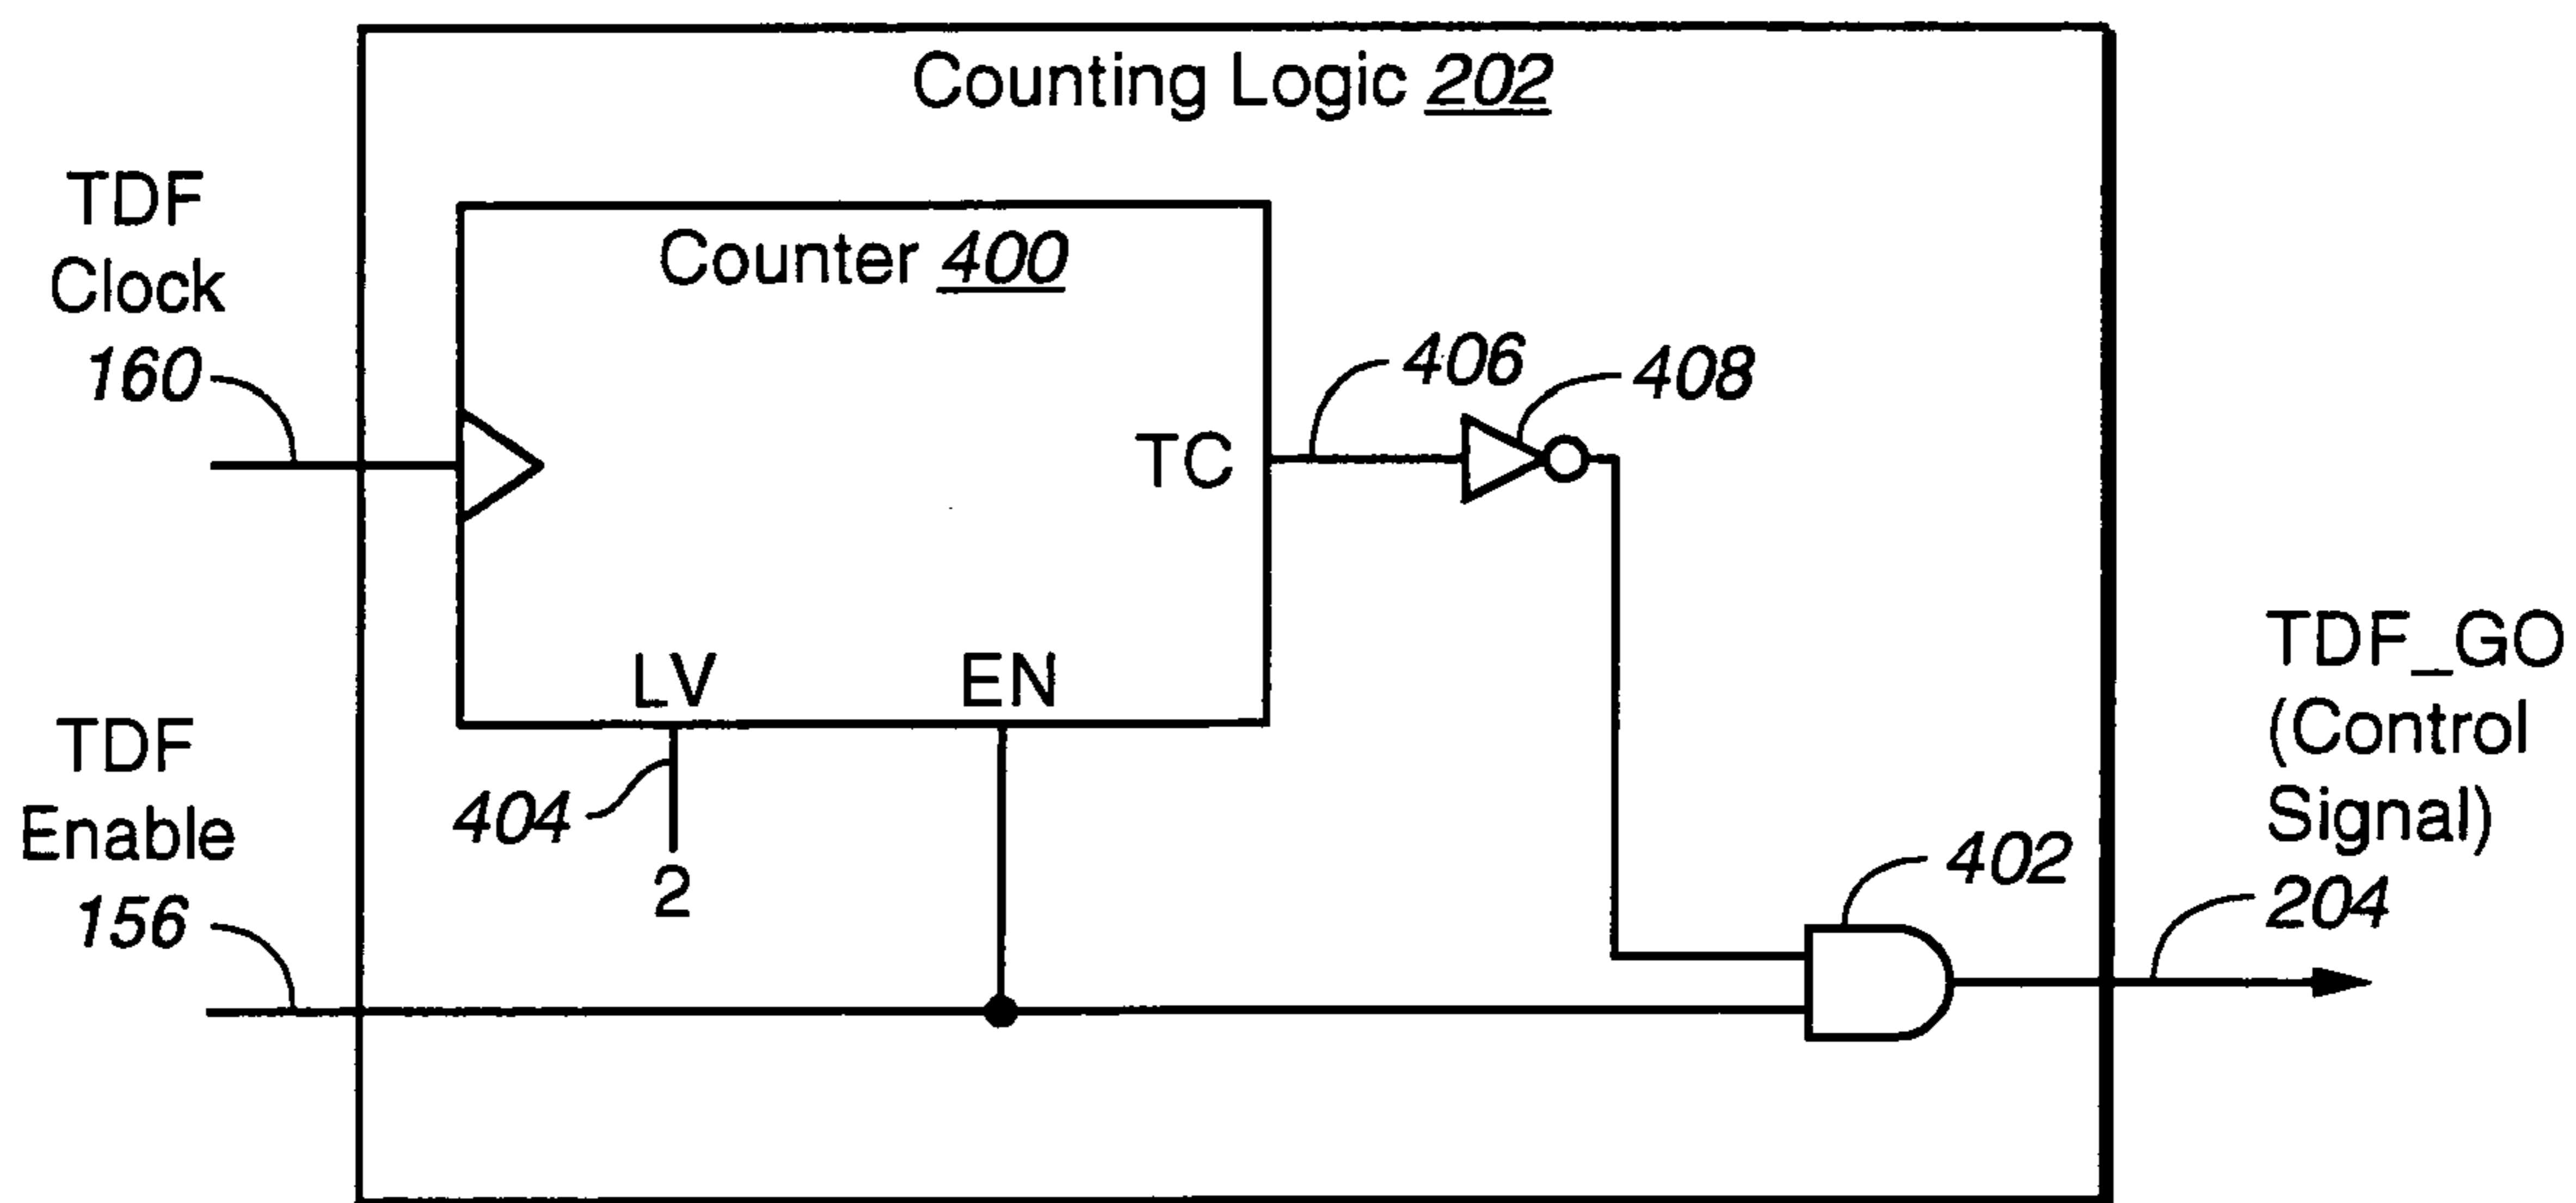 Counting Logic 202
TDF
Clock
160
Counter 400
TC
406
408
LV
EN
404
2
TDF
Enable
156
402
TDF_GO
(Control
Signal)
204